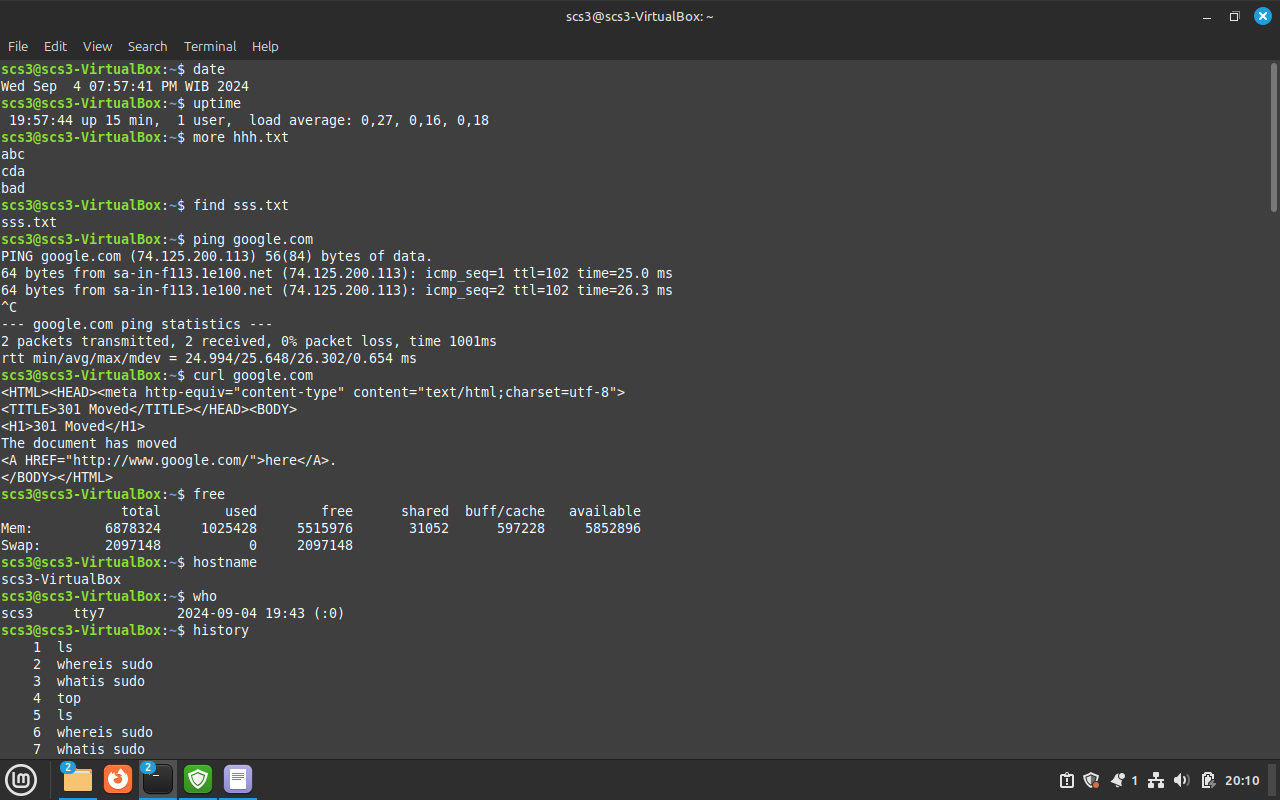 scs3@scs3-VirtualBox: ~
File Edit View Search Terminal Help
scs3@scs3-VirtualBox:~$ date
Wed Sep  4 07:57:41 PM WIB 2024
scs3@scs3-VirtualBox:~$ uptime
 19:57:44 up 15 min,  1 user,  load average: 0,27, 0,16, 0,18
scs3@scs3-VirtualBox:~$ more hhh.txt
abc
cda
bad
scs3@scs3-VirtualBox:~$ find sss.txt
sss.txt
scs3@scs3-VirtualBox:~$ ping google.com
PING google.com (74.125.200.113) 56(84) bytes of data.
64 bytes from sa-in-f113.1e100.net (74.125.200.113): icmp_seq=1 ttl=102 time=25.0 ms
64 bytes from sa-in-f113.1e100.net (74.125.200.113): icmp_seq=2 ttl=102 time=26.3 ms
^C
--- google.com ping statistics ---
2 packets transmitted, 2 received, 0% packet loss, time 1001ms
rtt min/avg/max/mdev = 24.994/25.648/26.302/0.654 ms
scs3@scs3-VirtualBox:~$ curl google.com
<HTML><HEAD><meta http-equiv="content-type" content="text/html;charset=utf-8">
<TITLE>301 Moved</TITLE></HEAD><BODY>
<H1>301 Moved</H1>
The document has moved
<A HREF="http://www.google.com/">here</A>.
</BODY></HTML>
scs3@scs3-VirtualBox:~$ free
               total        used        free      shared  buff/cache   available
Mem:         6878324     1025428     5515976       31052      597228     5852896
Swap:        2097148           0     2097148
scs3@scs3-VirtualBox:~$ hostname
scs3-VirtualBox
scs3@scs3-VirtualBox:~$ who
scs3     tty7         2024-09-04 19:43 (:0)
scs3@scs3-VirtualBox:~$ history
    1  ls
    2  whereis sudo
    3  whatis sudo
    4  top
    5  ls
    6  whereis sudo
    7  whatis sudo
2 2 1 20:10